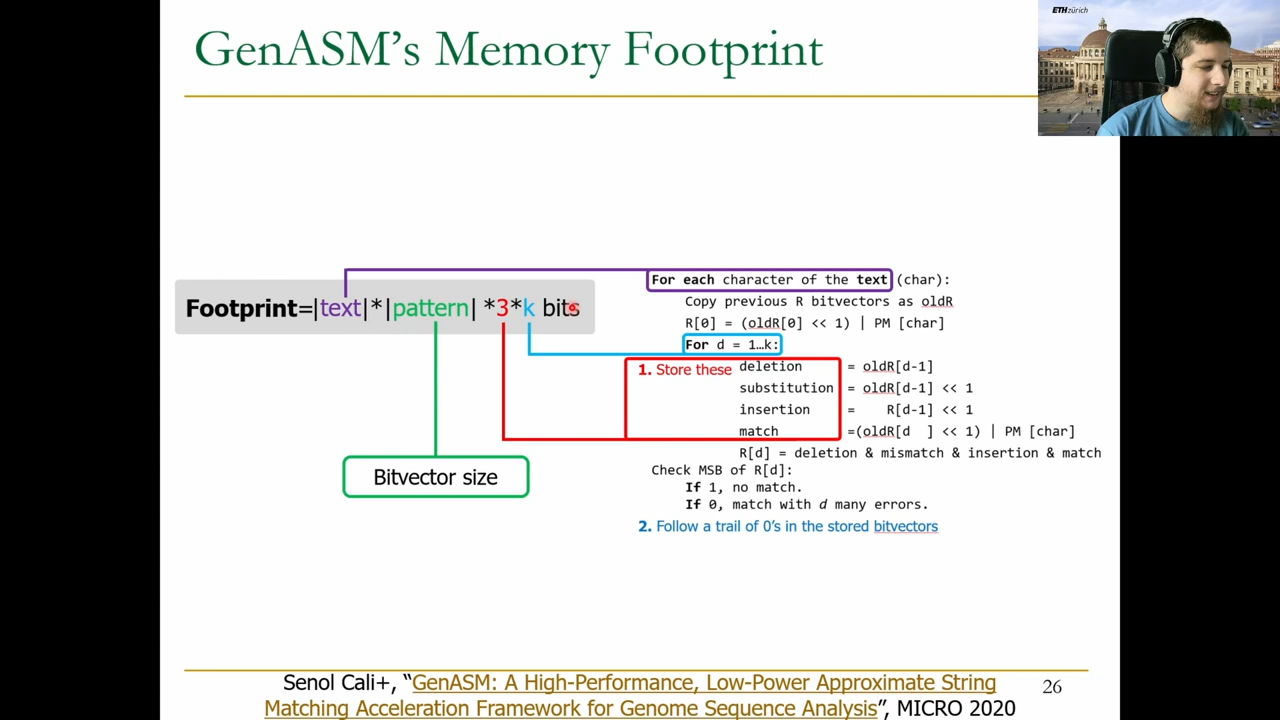 GenASM's Memory Footprint
ETH zürich
Footprint=|text|*|pattern| *3*k bits
Bitvector size
For each character of the text (char):
Copy previous R bitvectors as oldR
R[0] = (oldR[0] << 1) | PM [char]
For d = 1…k:
1. Store these deletion = oldR[d-1]
substitution = oldR[d-1] << 1
insertion = R[d-1] << 1
match =(oldR[d ] << 1) | PM [char]
R[d] = deletion & mismatch & insertion & match
Check MSB of R[d]:
If 1, no match.
If 0, match with d many errors.
2. Follow a trail of 0's in the stored bitvectors
Senol Cali+, “GenASM: A High-Performance, Low-Power Approximate String
Matching Acceleration Framework for Genome Sequence Analysis”, MICRO 2020
26